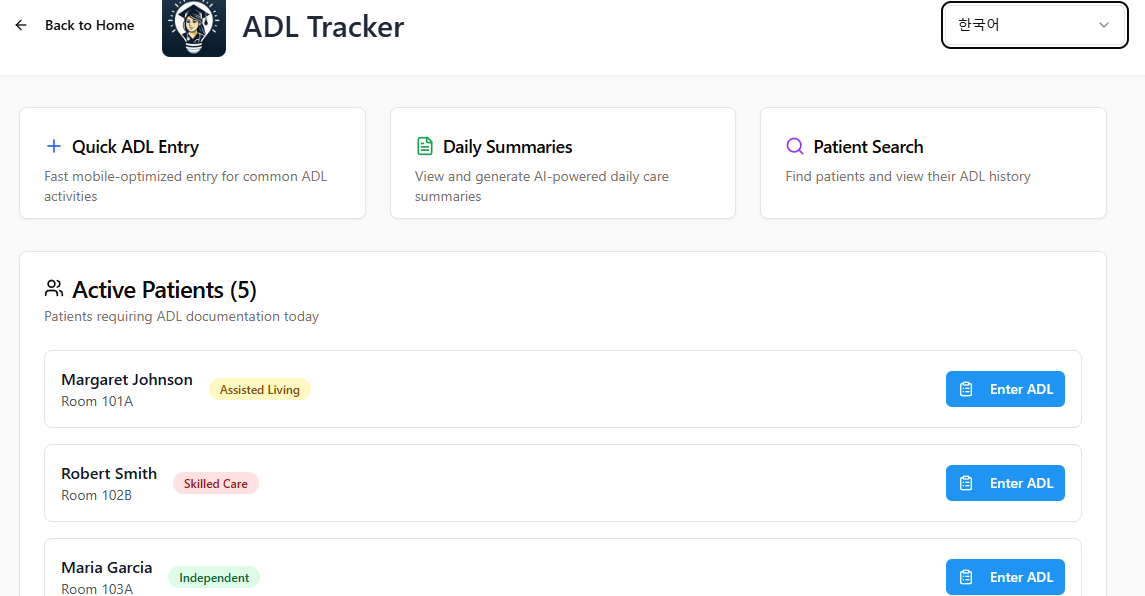 Back to Home
ADL Tracker
한국어
Quick ADL Entry
Fast mobile-optimized entry for common ADL
activities
Daily Summaries
View and generate AI-powered daily care
summaries
Patient Search
Find patients and view their ADL history
Active Patients (5)
Patients requiring ADL documentation today
Margaret Johnson
Assisted Living
Room 101A
Enter ADL
Robert Smith
Skilled Care
Room 102B
Enter ADL
Maria Garcia
Independent
Room 103A
Enter ADL